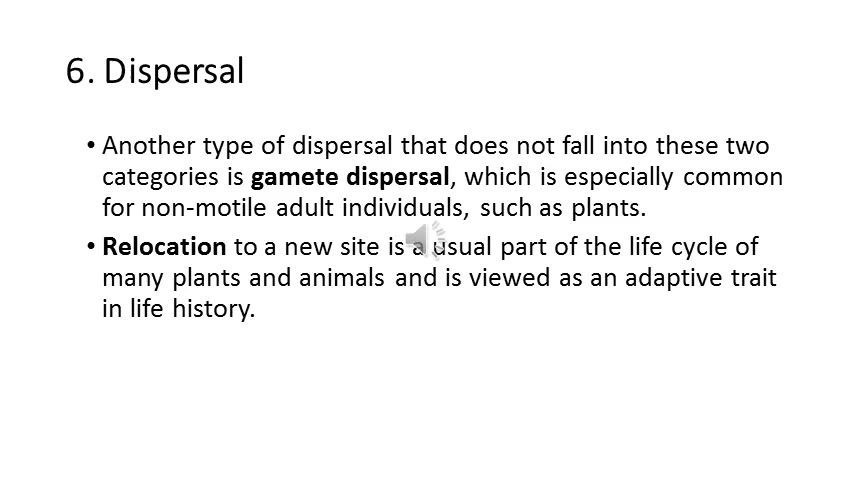 6. Dispersal
• Another type of dispersal that does not fall into these two
categories is gamete dispersal, which is especially common
for non-motile adult individuals, such as plants.
• Relocation to a new site is a usual part of the life cycle of
many plants and animals and is viewed as an adaptive trait
in life history.